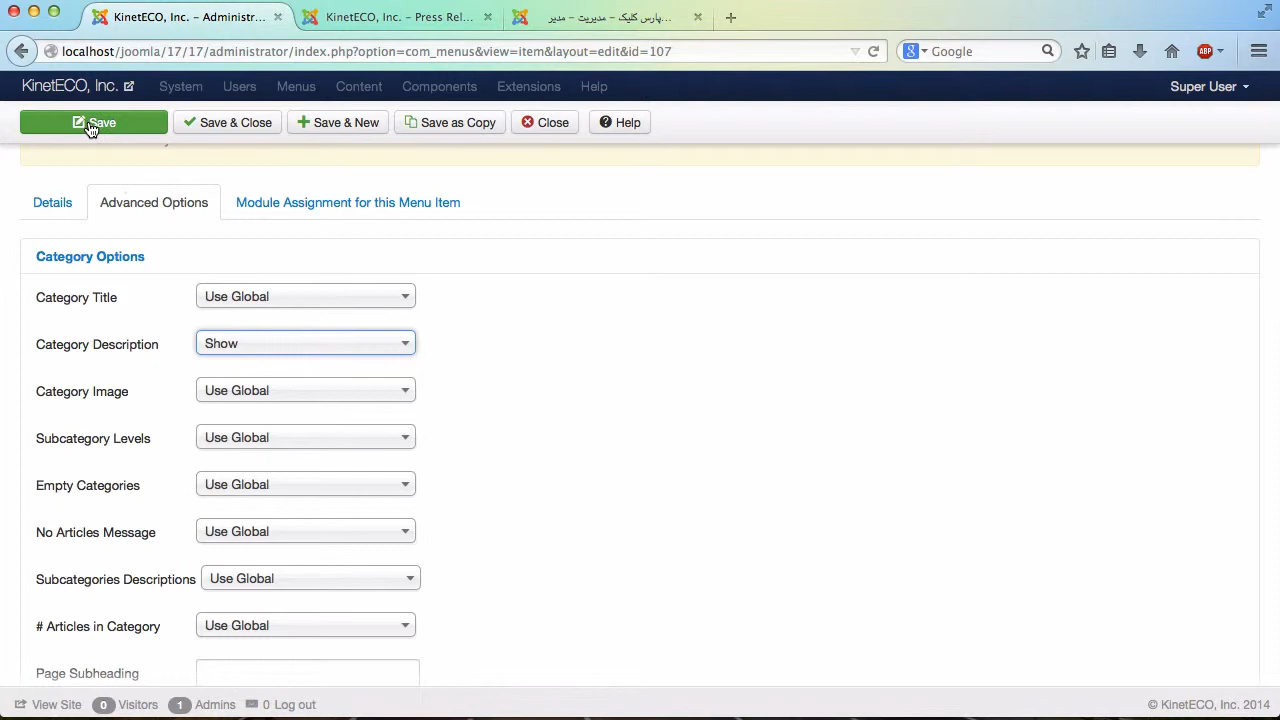 KinetECO, Inc. - Administr...
KinetECO, Inc. - Press Rel...
پارس کلیک - مدیریت - مدیر...
localhost/joomla/17/17/administrator/index.php?option=com_menus&view=item&layout=edit&id=107
Google
ABP
KinetECO, Inc. System Users Menus Content Components Extensions Help Super User
Save Save & Close Save & New Save as Copy Close Help
Details Advanced Options Module Assignment for this Menu Item
Category Options
Category Title Use Global
Category Description Show
Category Image Use Global
Subcategory Levels Use Global
Empty Categories Use Global
No Articles Message Use Global
Subcategories Descriptions Use Global
# Articles in Category Use Global
Page Subheading
View Site 0 Visitors 1 Admins 0 Log out © KinetECO, Inc. 2014